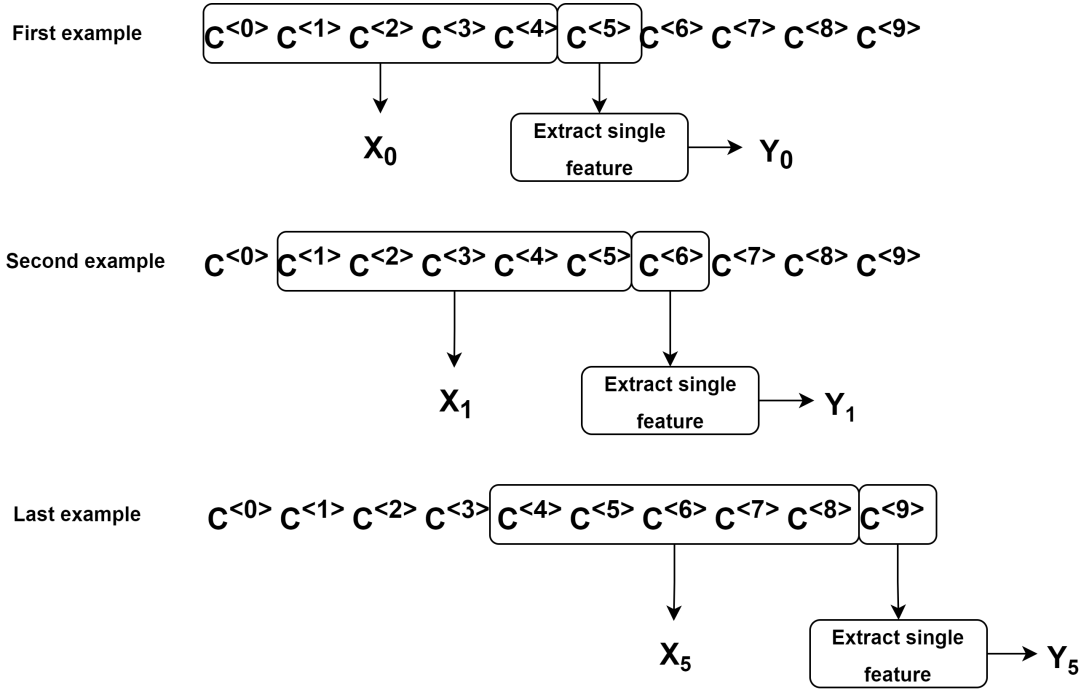 First example
C<0> C<1> C<2> C<3> C<4> C<5> C<6> C<7> C<8> C<9>
X0
Extract single
feature
Y0
Second example
C<0> C<1> C<2> C<3> C<4> C<5> C<6> C<7> C<8> C<9>
X1
Extract single
feature
Y1
Last example
C<0> C<1> C<2> C<3> C<4> C<5> C<6> C<7> C<8> C<9>
X5
Extract single
feature
Y5